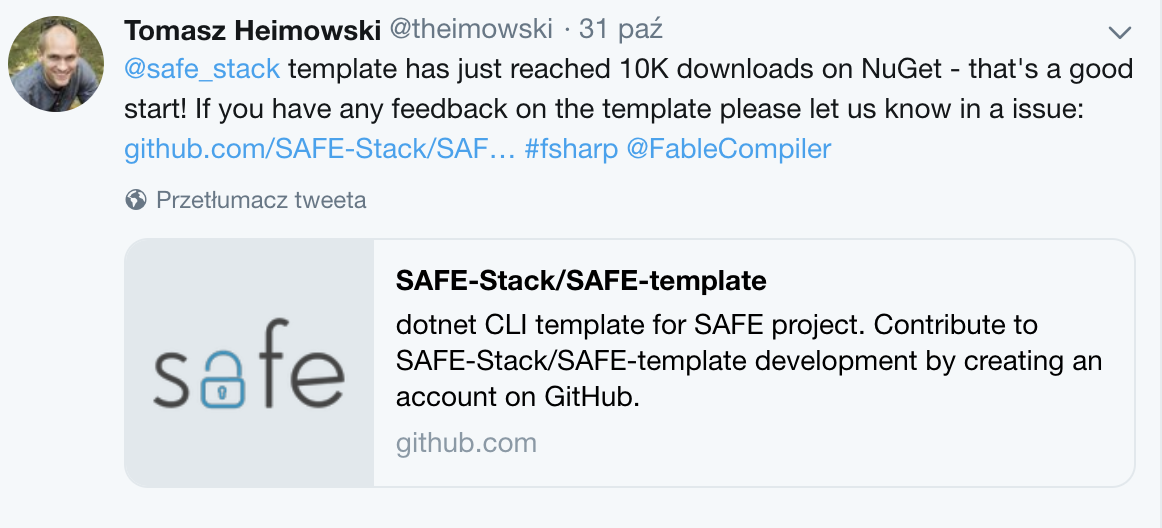 Tomasz Heimowski @theimowski · 31 paź
@safe_stack template has just reached 10K downloads on NuGet - that's a good
start! If you have any feedback on the template please let us know in a issue:
github.com/SAFE-Stack/SAF… #fsharp @FableCompiler
Przetłumacz tweeta
safe
SAFE-Stack/SAFE-template
dotnet CLI template for SAFE project. Contribute to
SAFE-Stack/SAFE-template development by creating an
account on GitHub.
github.com